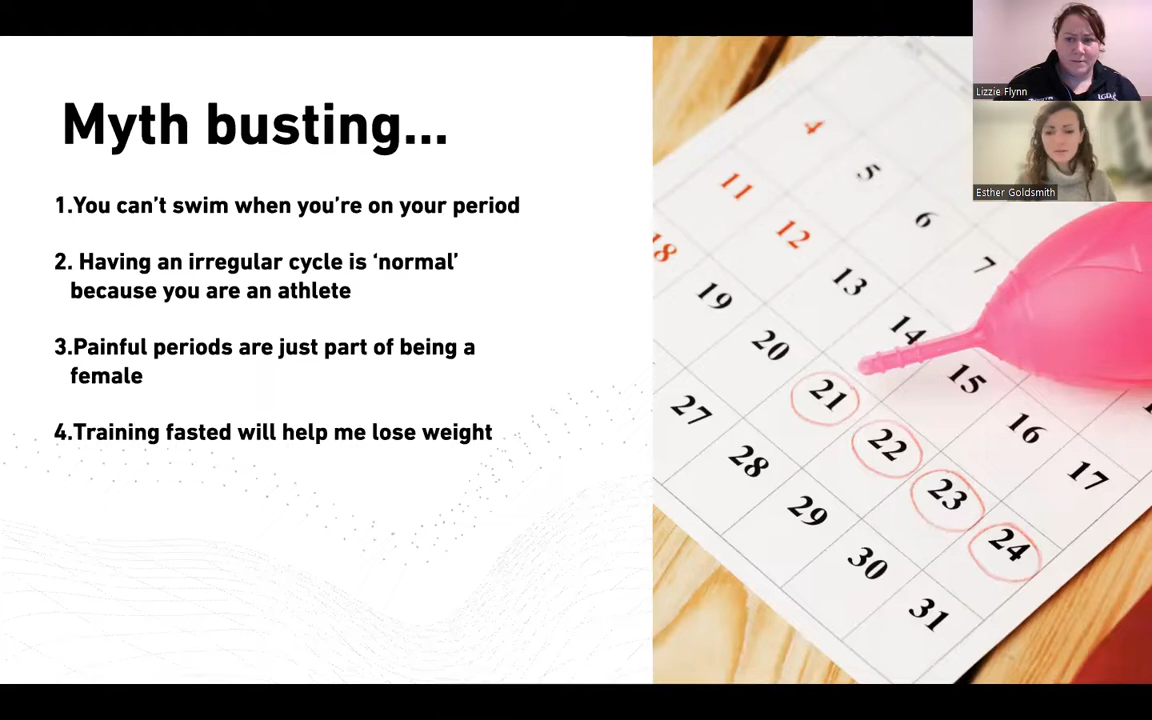 Myth busting...
1.You can't swim when you're on your period
2. Having an irregular cycle is 'normal'
because you are an athlete
3.Painful periods are just part of being a
female
4.Training fasted will help me lose weight
4
5
6
7
11
12
13
14
15
16
17
18
19
20
21
22
23
24
27
28
29
30
31
Lizzie Flynn
Esther Goldsmith